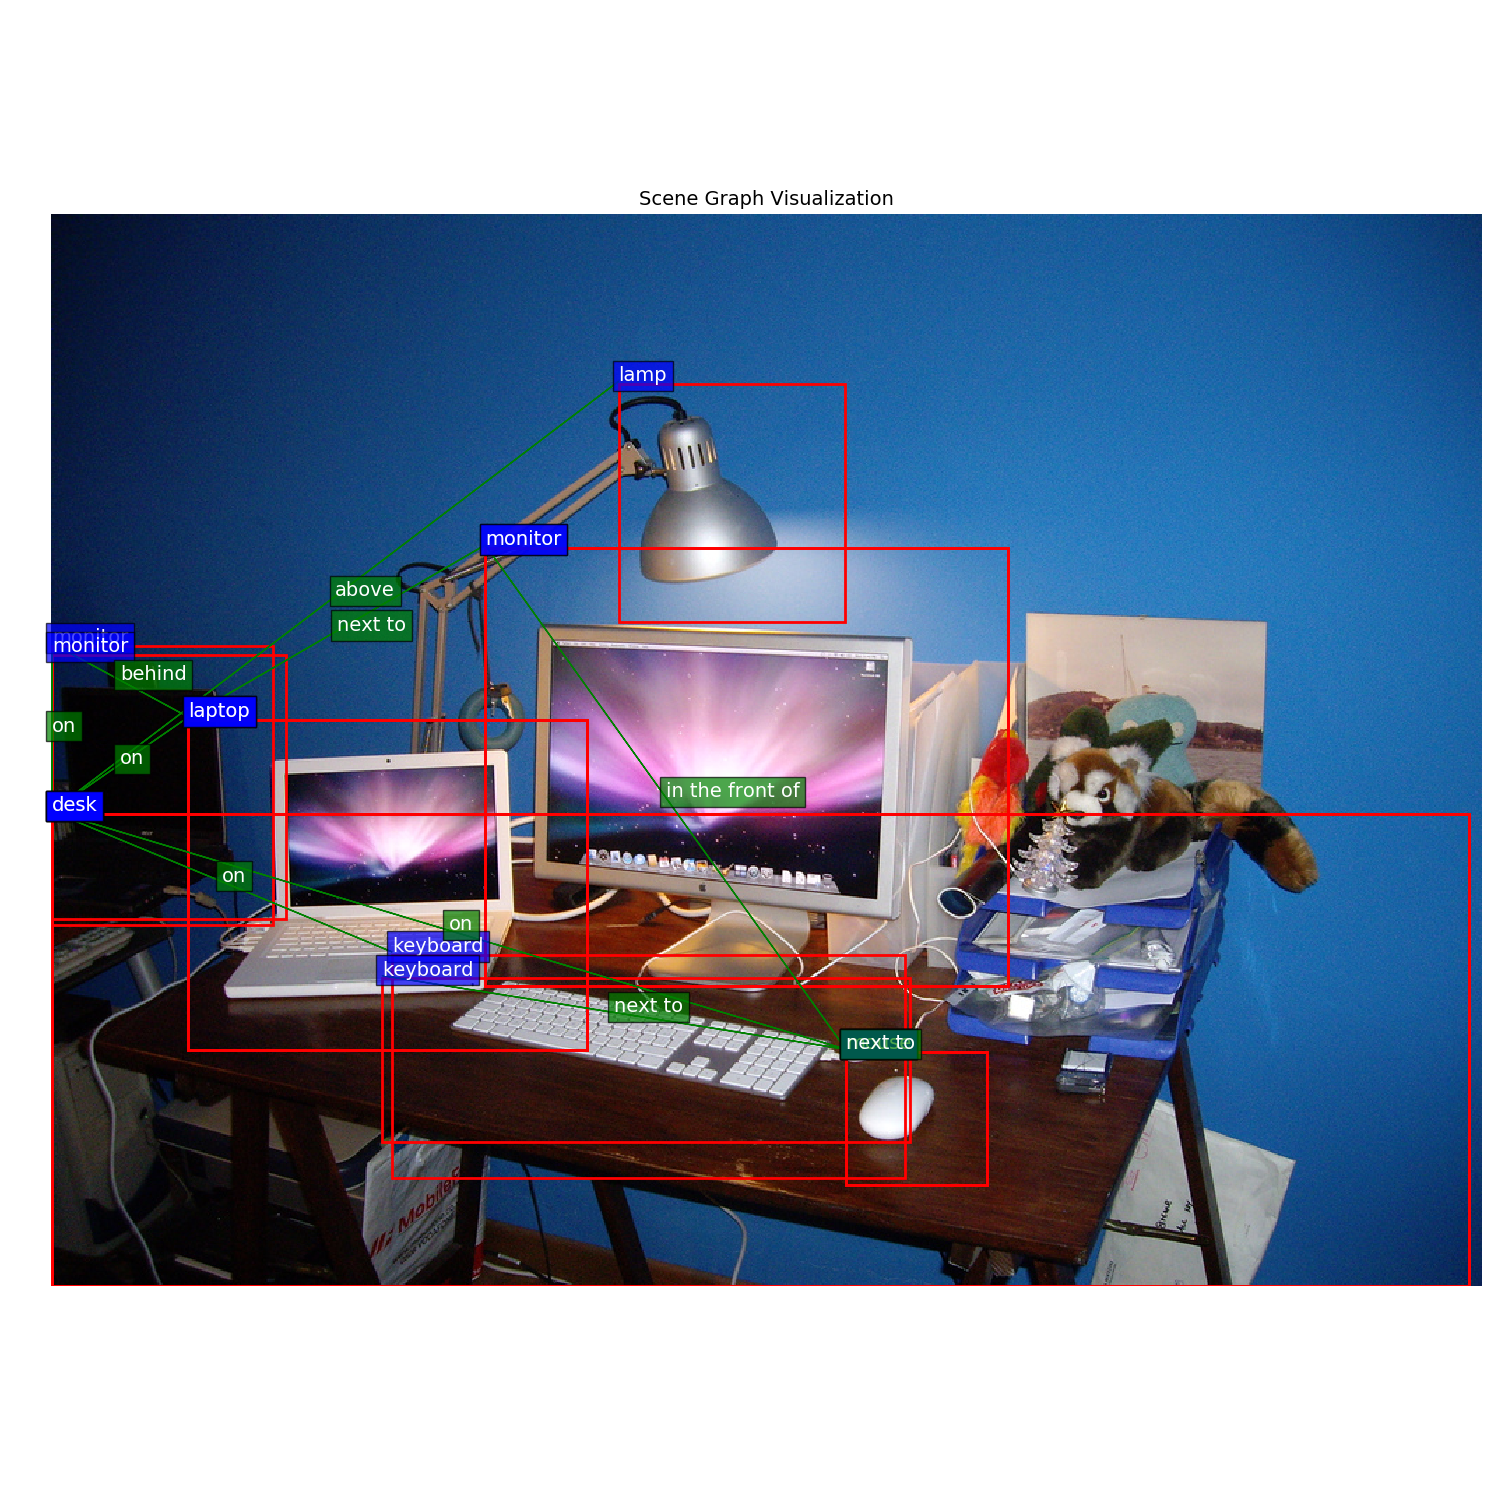 Scene Graph Visualization
lamp
monitor
above
next to
monitor
monitor
behind
laptop
on
on
in the front of
desk
on
on
keyboard
keyboard
next to
next to
MobileF